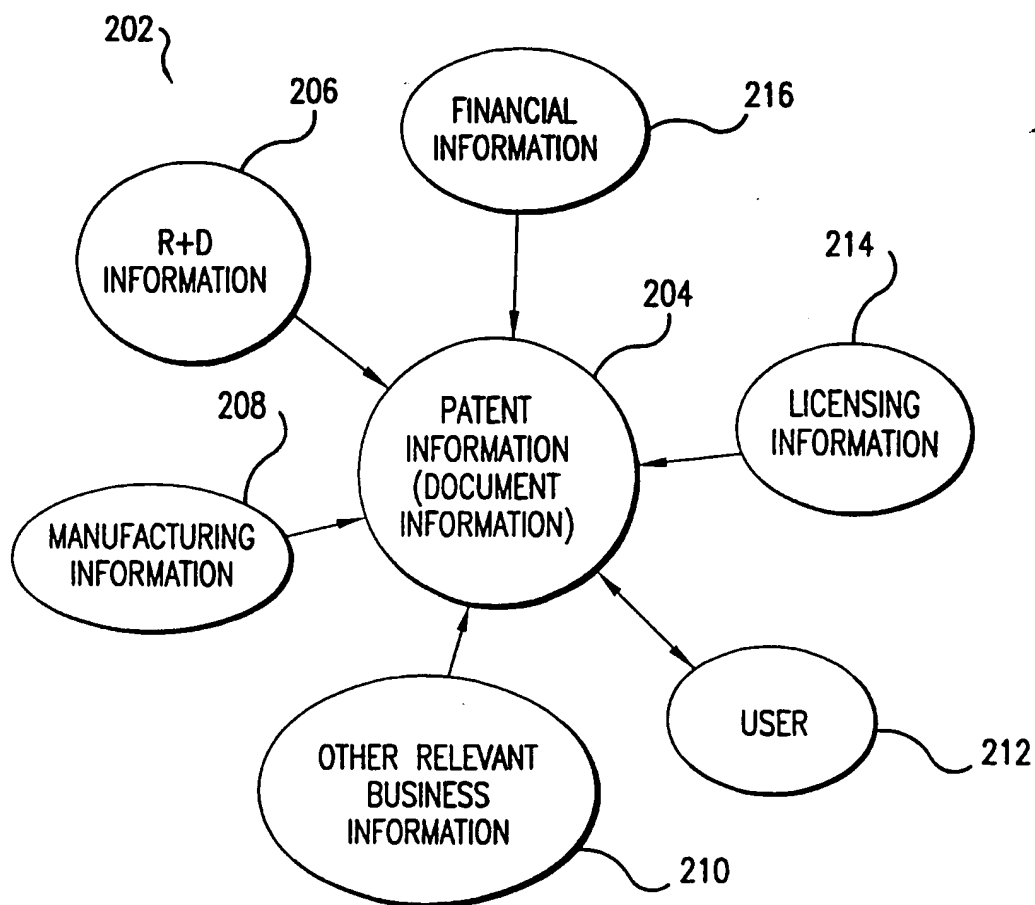 202
206
FINANCIAL
INFORMATION
216
R+D
INFORMATION
214
204
LICENSING
INFORMATION
PATENT
INFORMATION
(DOCUMENT
INFORMATION)
208
MANUFACTURING
INFORMATION
USER
212
OTHER RELEVANT
BUSINESS
INFORMATION
210